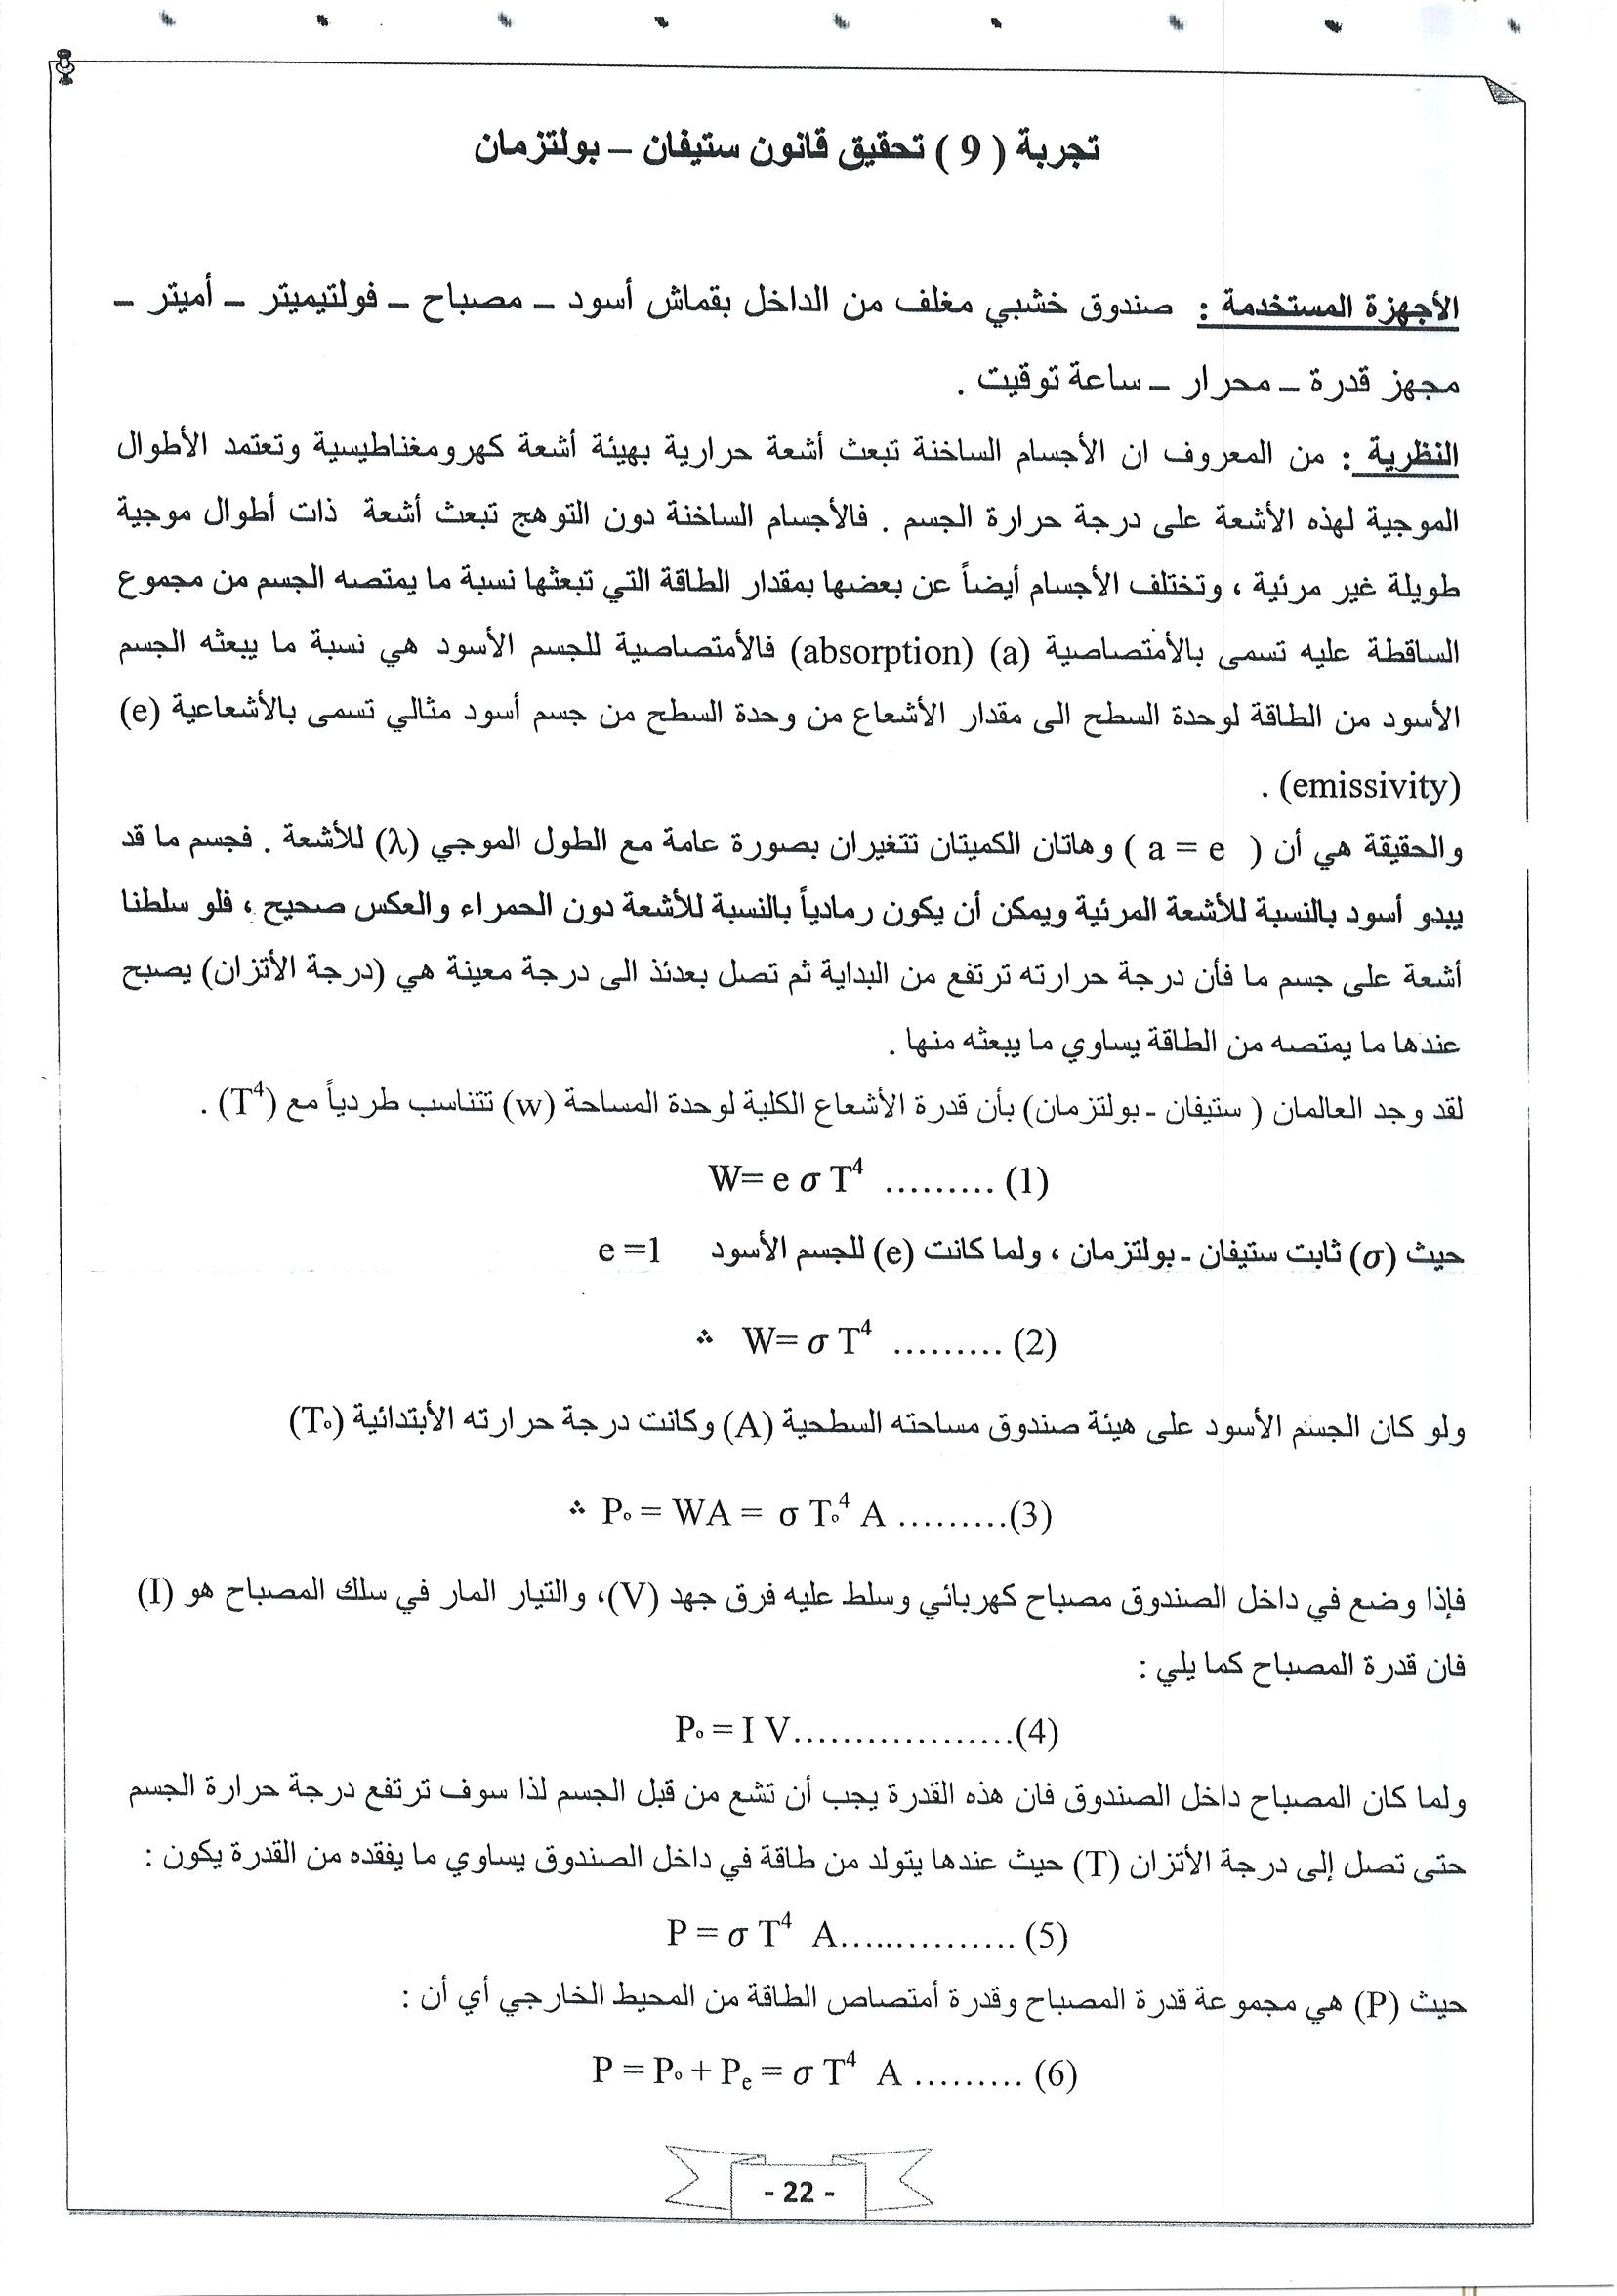 تجربة ( 9 ) تحقيق قانون ستيفان – بولتزمان
الأجهزة المستخدمة : صندوق خشبي مغلف من الداخل بقماش أسود – مصباح – فولتيميتر – أميتر –
مجهز قدرة – محرار – ساعة توقيت .
النظرية : من المعروف ان الأجسام الساخنة تبعث أشعة حرارية بهيئة أشعة كهرومغناطيسية وتعتمد الأطوال
الموجية لهذه الأشعة على درجة حرارة الجسم . فالأجسام الساخنة دون التوهج تبعث أشعة ذات أطوال موجية
طويلة غير مرئية ، وتختلف الأجسام أيضاً عن بعضها بمقدار الطاقة التي تبعثها نسبة ما يمتصه الجسم من مجموع
الساقطة عليه تسمى بالأمتصاصية (a) (absorption) فالأمتصاصية للجسم الأسود هي نسبة ما يبعثه الجسم
الأسود من الطاقة لوحدة السطح الى مقدار الأشعاع من وحدة السطح من جسم أسود مثالي تسمى بالأشعاعية (e)
(emissivity) .
والحقيقة هي أن ( a = e ) وهاتان الكميتان تتغيران بصورة عامة مع الطول الموجي (λ) للأشعة . فجسم ما قد
يبدو أسود بالنسبة للأشعة المرئية ويمكن أن يكون رمادياً بالنسبة للأشعة دون الحمراء والعكس صحيح ، فلو سلطنا
أشعة على جسم ما فأن درجة حرارته ترتفع من البداية ثم تصل بعدئذ الى درجة معينة هي (درجة الأتزان) يصبح
عندها ما يمتصه من الطاقة يساوي ما يبعثه منها .
لقد وجد العالمان ( ستيفان - بولتزمان) بأن قدرة الأشعاع الكلية لوحدة المساحة (w) تتناسب طردياً مع (T⁴) .
W= e σ T⁴ ......... (1)
حيث (σ) ثابت ستيفان - بولتزمان ، ولما كانت (e) للجسم الأسود e =1
∴ W= σ T⁴ ......... (2)
ولو كان الجسم الأسود على هيئة صندوق مساحته السطحية (A) وكانت درجة حرارته الأبتدائية (T₀)
∴ P₀ = WA = σ T₀⁴ A .........(3)
فإذا وضع في داخل الصندوق مصباح كهربائي وسلط عليه فرق جهد (V)، والتيار المار في سلك المصباح هو (I)
فان قدرة المصباح كما يلي :
P₀ = I V..................(4)
ولما كان المصباح داخل الصندوق فان هذه القدرة يجب أن تشع من قبل الجسم لذا سوف ترتفع درجة حرارة الجسم
حتى تصل إلى درجة الأتزان (T) حيث عندها يتولد من طاقة في داخل الصندوق يساوي ما يفقده من القدرة يكون :
P = σ T⁴ A............... (5)
حيث (P) هي مجموعة قدرة المصباح وقدرة أمتصاص الطاقة من المحيط الخارجي أي أن :
P = P₀ + Pₑ = σ T⁴ A ......... (6)
- 22 -